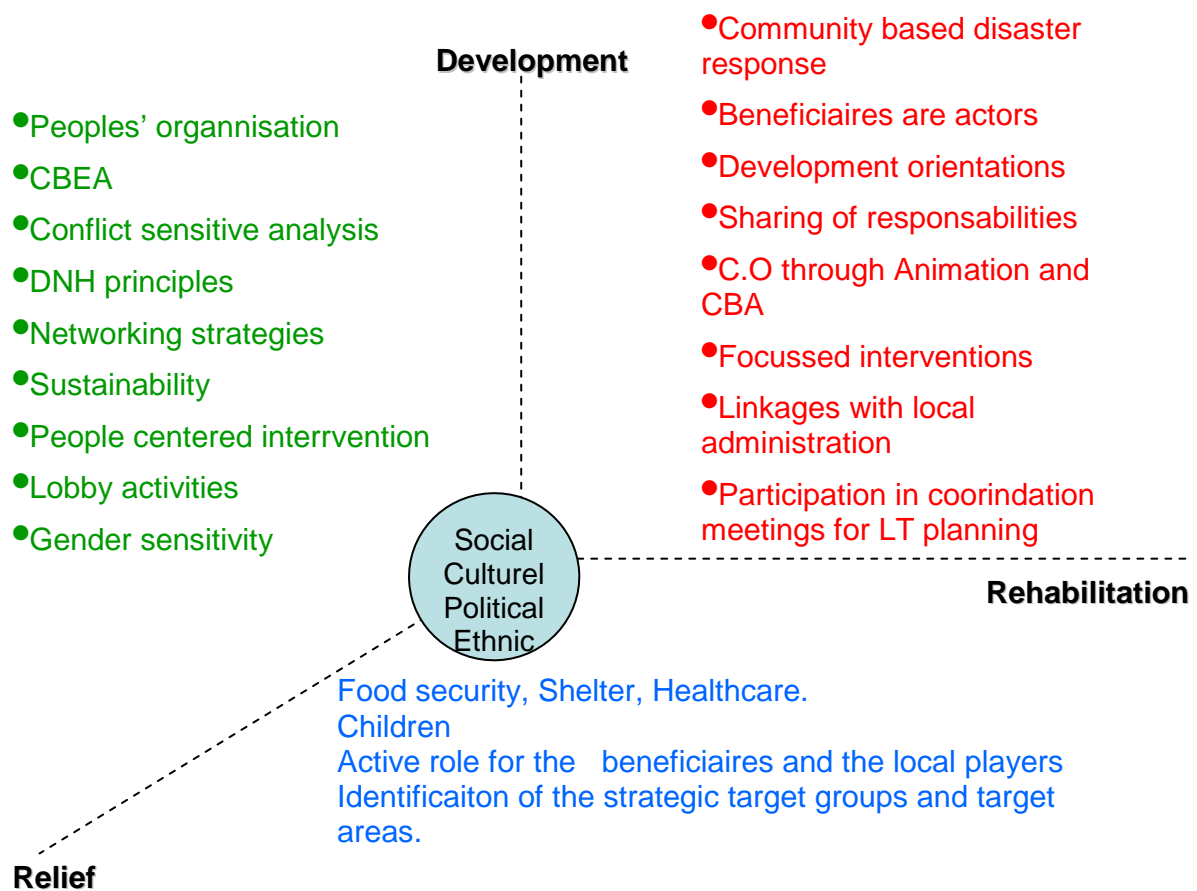 Development
•Peoples' organnisation
•CBEA
•Conflict sensitive analysis
•DNH principles
•Networking strategies
•Sustainability
•People centered interrvention
•Lobby activities
•Gender sensitivity
•Community based disaster
response
•Beneficiaires are actors
•Development orientations
•Sharing of responsabilities
•C.O through Animation and
CBA
•Focussed interventions
•Linkages with local
administration
•Participation in coorindation
meetings for LT planning
Social
Culturel
Political
Ethnic
Rehabilitation
Food security, Shelter, Healthcare.
Children
Active role for the beneficiaires and the local players
Identificaiton of the strategic target groups and target
areas.
Relief